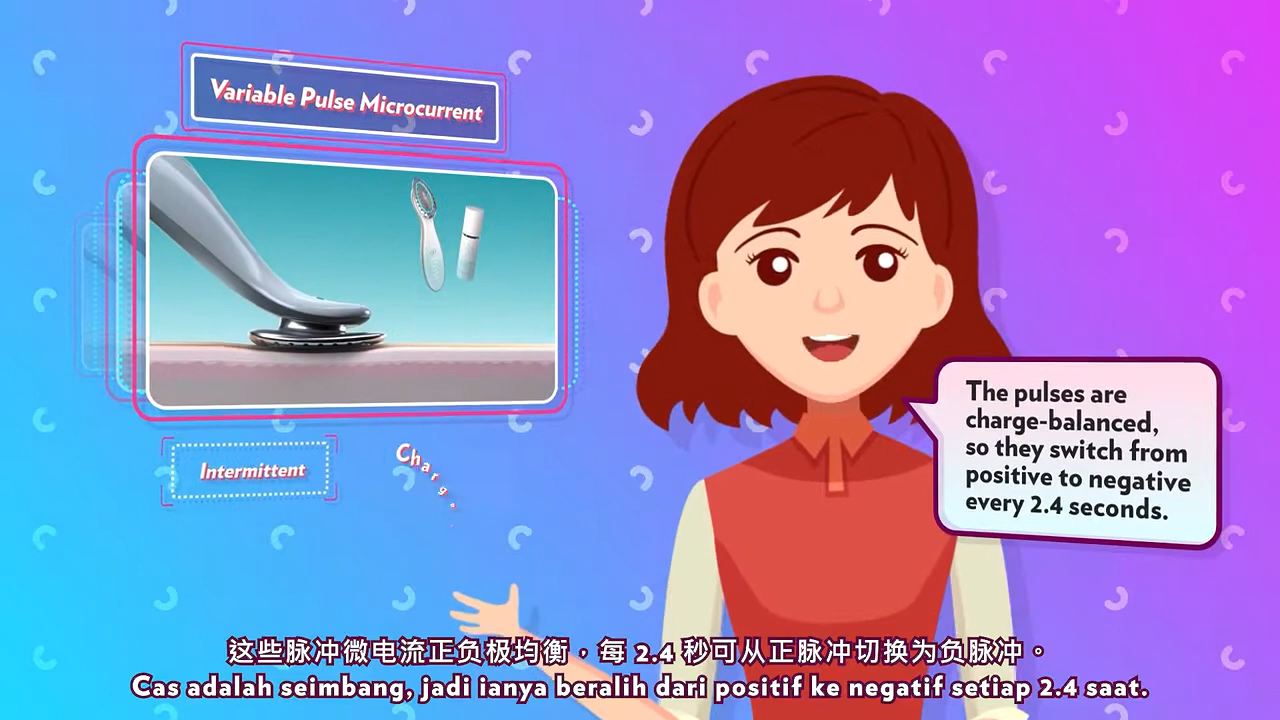 Variable Pulse Microcurrent
Intermittent
Charge
The pulses are
charge-balanced,
so they switch from
positive to negative
every 2.4 seconds.
这些脉冲微电流正负极均衡，每 2.4 秒可从正脉冲切换为负脉冲。
Cas adalah seimbang, jadi ianya beralih dari positif ke negatif setiap 2.4 saat.